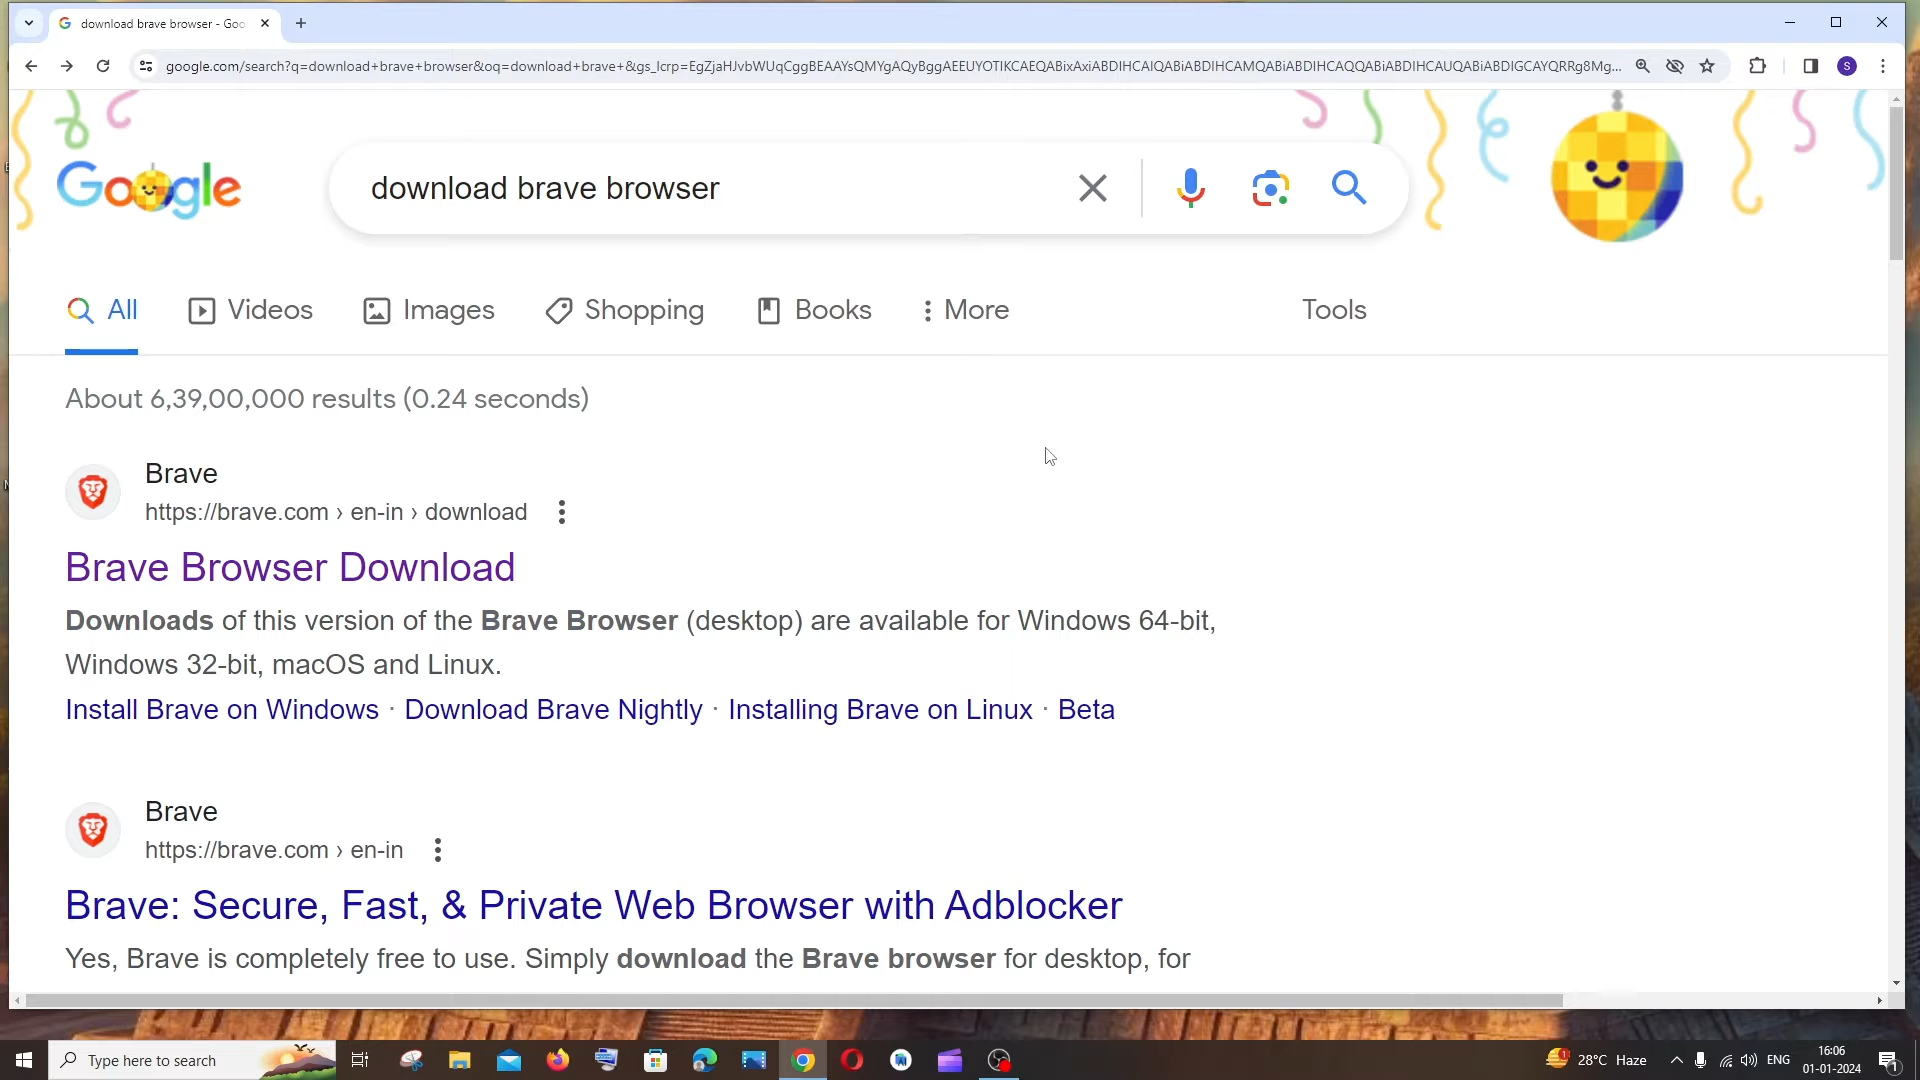 download brave browser - Goo
google.com/search?q=download+brave+browser&oq=download+brave+&gs_lcrp=EgZjaHJvbWUqCggBEAAYsQMYgAQyBggAEEUYOTIKCAEQABixAxiABDIHCAIQABiABDIHCAMQABiABDIHCAQQABiABDIHCAUQABiABDIGCAYQRRg8Mg...
S
Google
download brave browser
All
Videos
Images
Shopping
Books
More
Tools
About 6,39,00,000 results (0.24 seconds)
Brave
https://brave.com › en-in › download
Brave Browser Download
Downloads of this version of the Brave Browser (desktop) are available for Windows 64-bit,
Windows 32-bit, macOS and Linux.
Install Brave on Windows · Download Brave Nightly · Installing Brave on Linux · Beta
Brave
https://brave.com › en-in
Brave: Secure, Fast, & Private Web Browser with Adblocker
Yes, Brave is completely free to use. Simply download the Brave browser for desktop, for
Type here to search
1
28°C Haze
ENG
16:06
01-01-2024
1